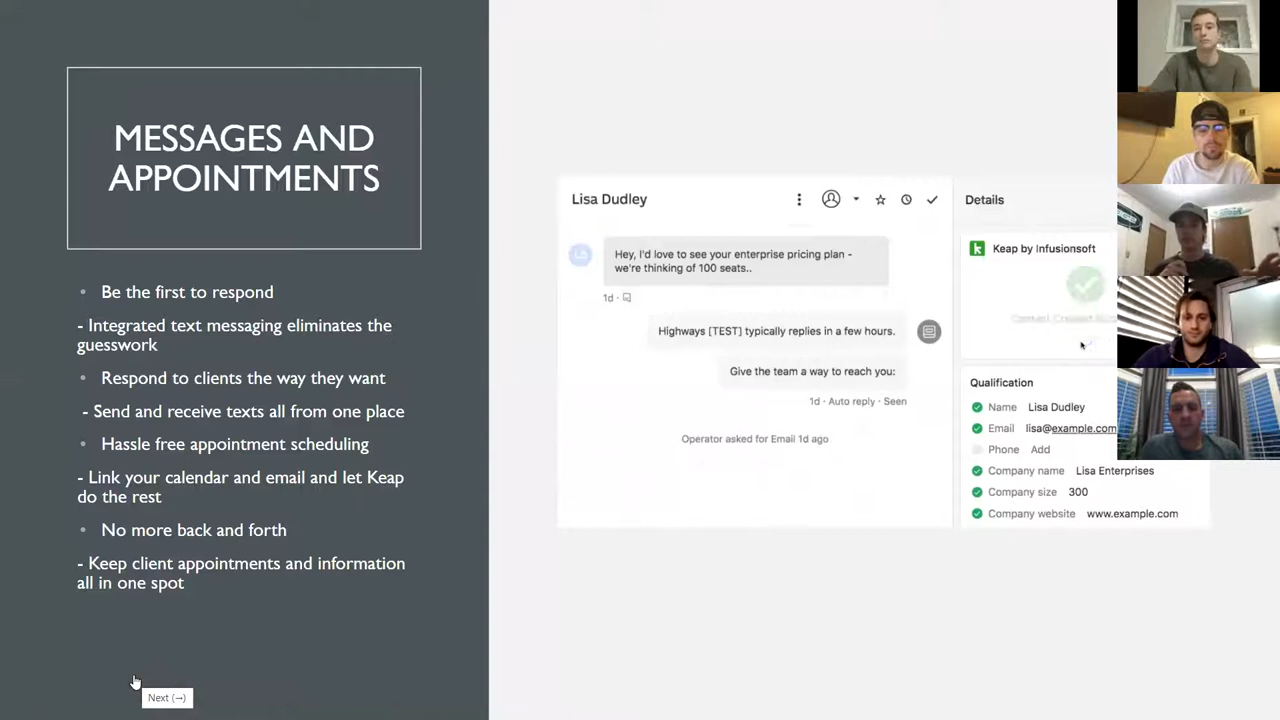 MESSAGES AND
APPOINTMENTS
• Be the first to respond
- Integrated text messaging eliminates the
guesswork
• Respond to clients the way they want
- Send and receive texts all from one place
• Hassle free appointment scheduling
- Link your calendar and email and let Keap
do the rest
• No more back and forth
- Keep client appointments and information
all in one spot
Next (→)
Lisa Dudley
Hey, I'd love to see your enterprise pricing plan -
we're thinking of 100 seats..
1d ·
Highways [TEST] typically replies in a few hours.
Give the team a way to reach you:
1d · Auto reply · Seen
Operator asked for Email 1d ago
Details
Keap by Infusionsoft
Qualification
Name Lisa Dudley
Email lisa@example.com
Phone Add
Company name Lisa Enterprises
Company size 300
Company website www.example.com